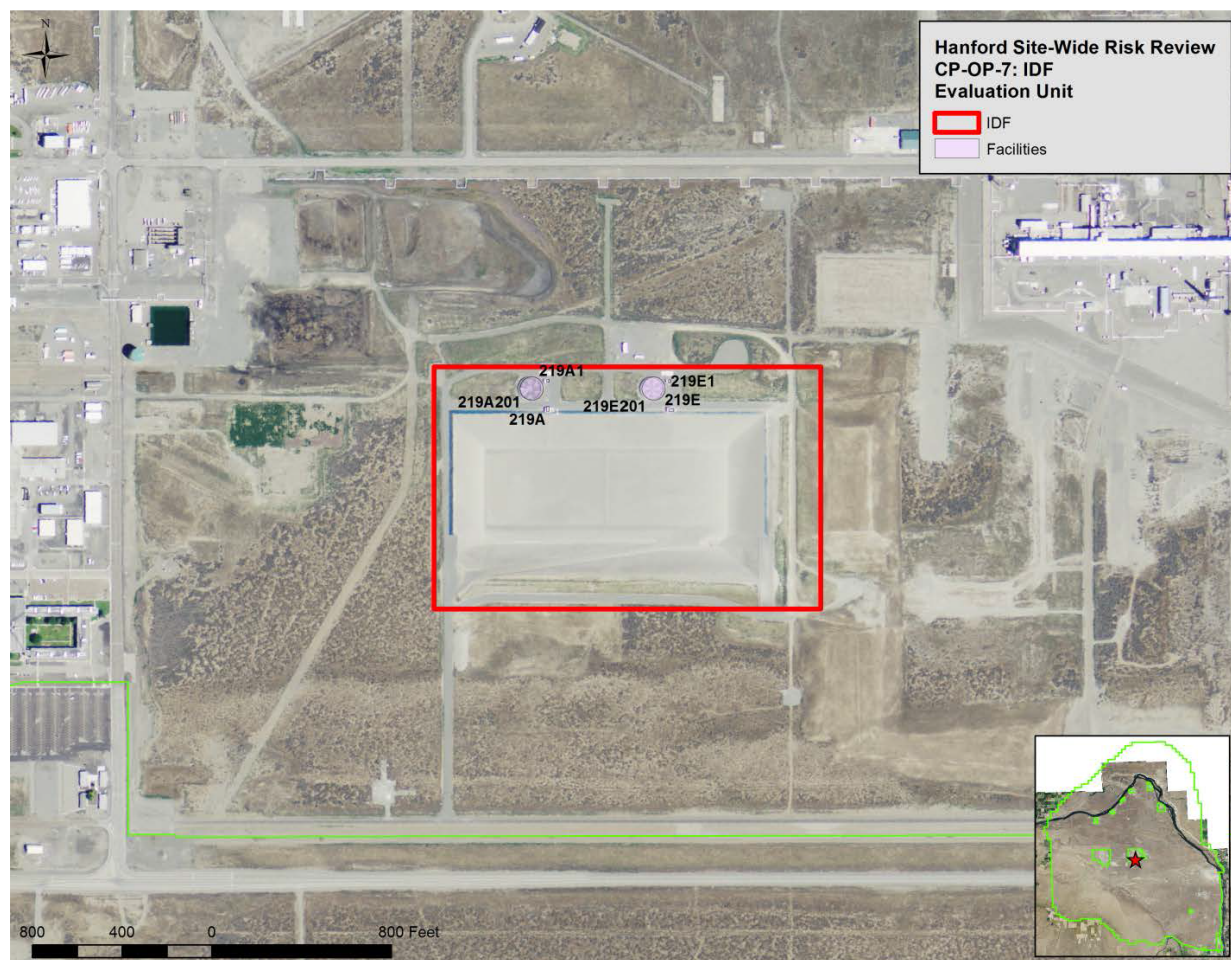 N
Hanford Site-Wide Risk Review
CP-OP-7: IDF
Evaluation Unit
IDF
Facilities
219A1
219E1
219A201
219E201
219E
219A
800 400 0 800 Feet